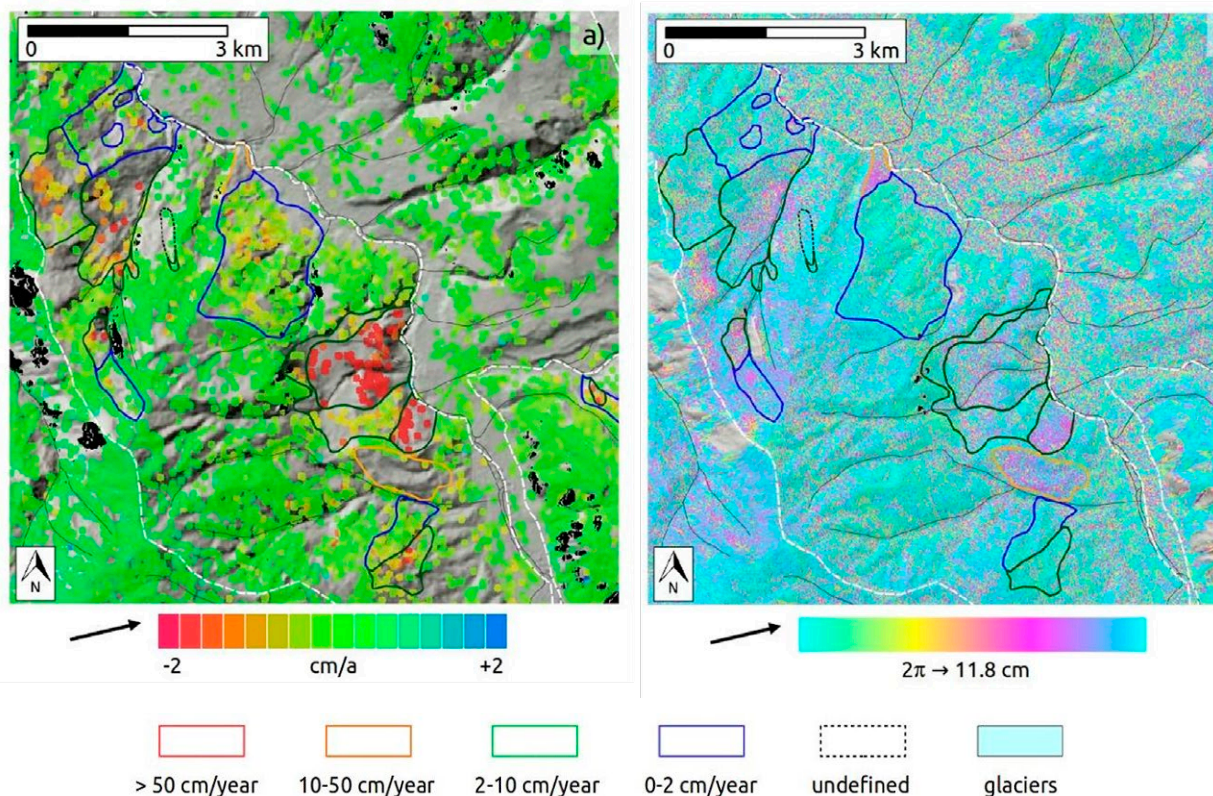 0 3 km
a)
N
-2 cm/a +2
0 3 km
N
2π → 11.8 cm
> 50 cm/year 10-50 cm/year 2-10 cm/year 0-2 cm/year undefined glaciers